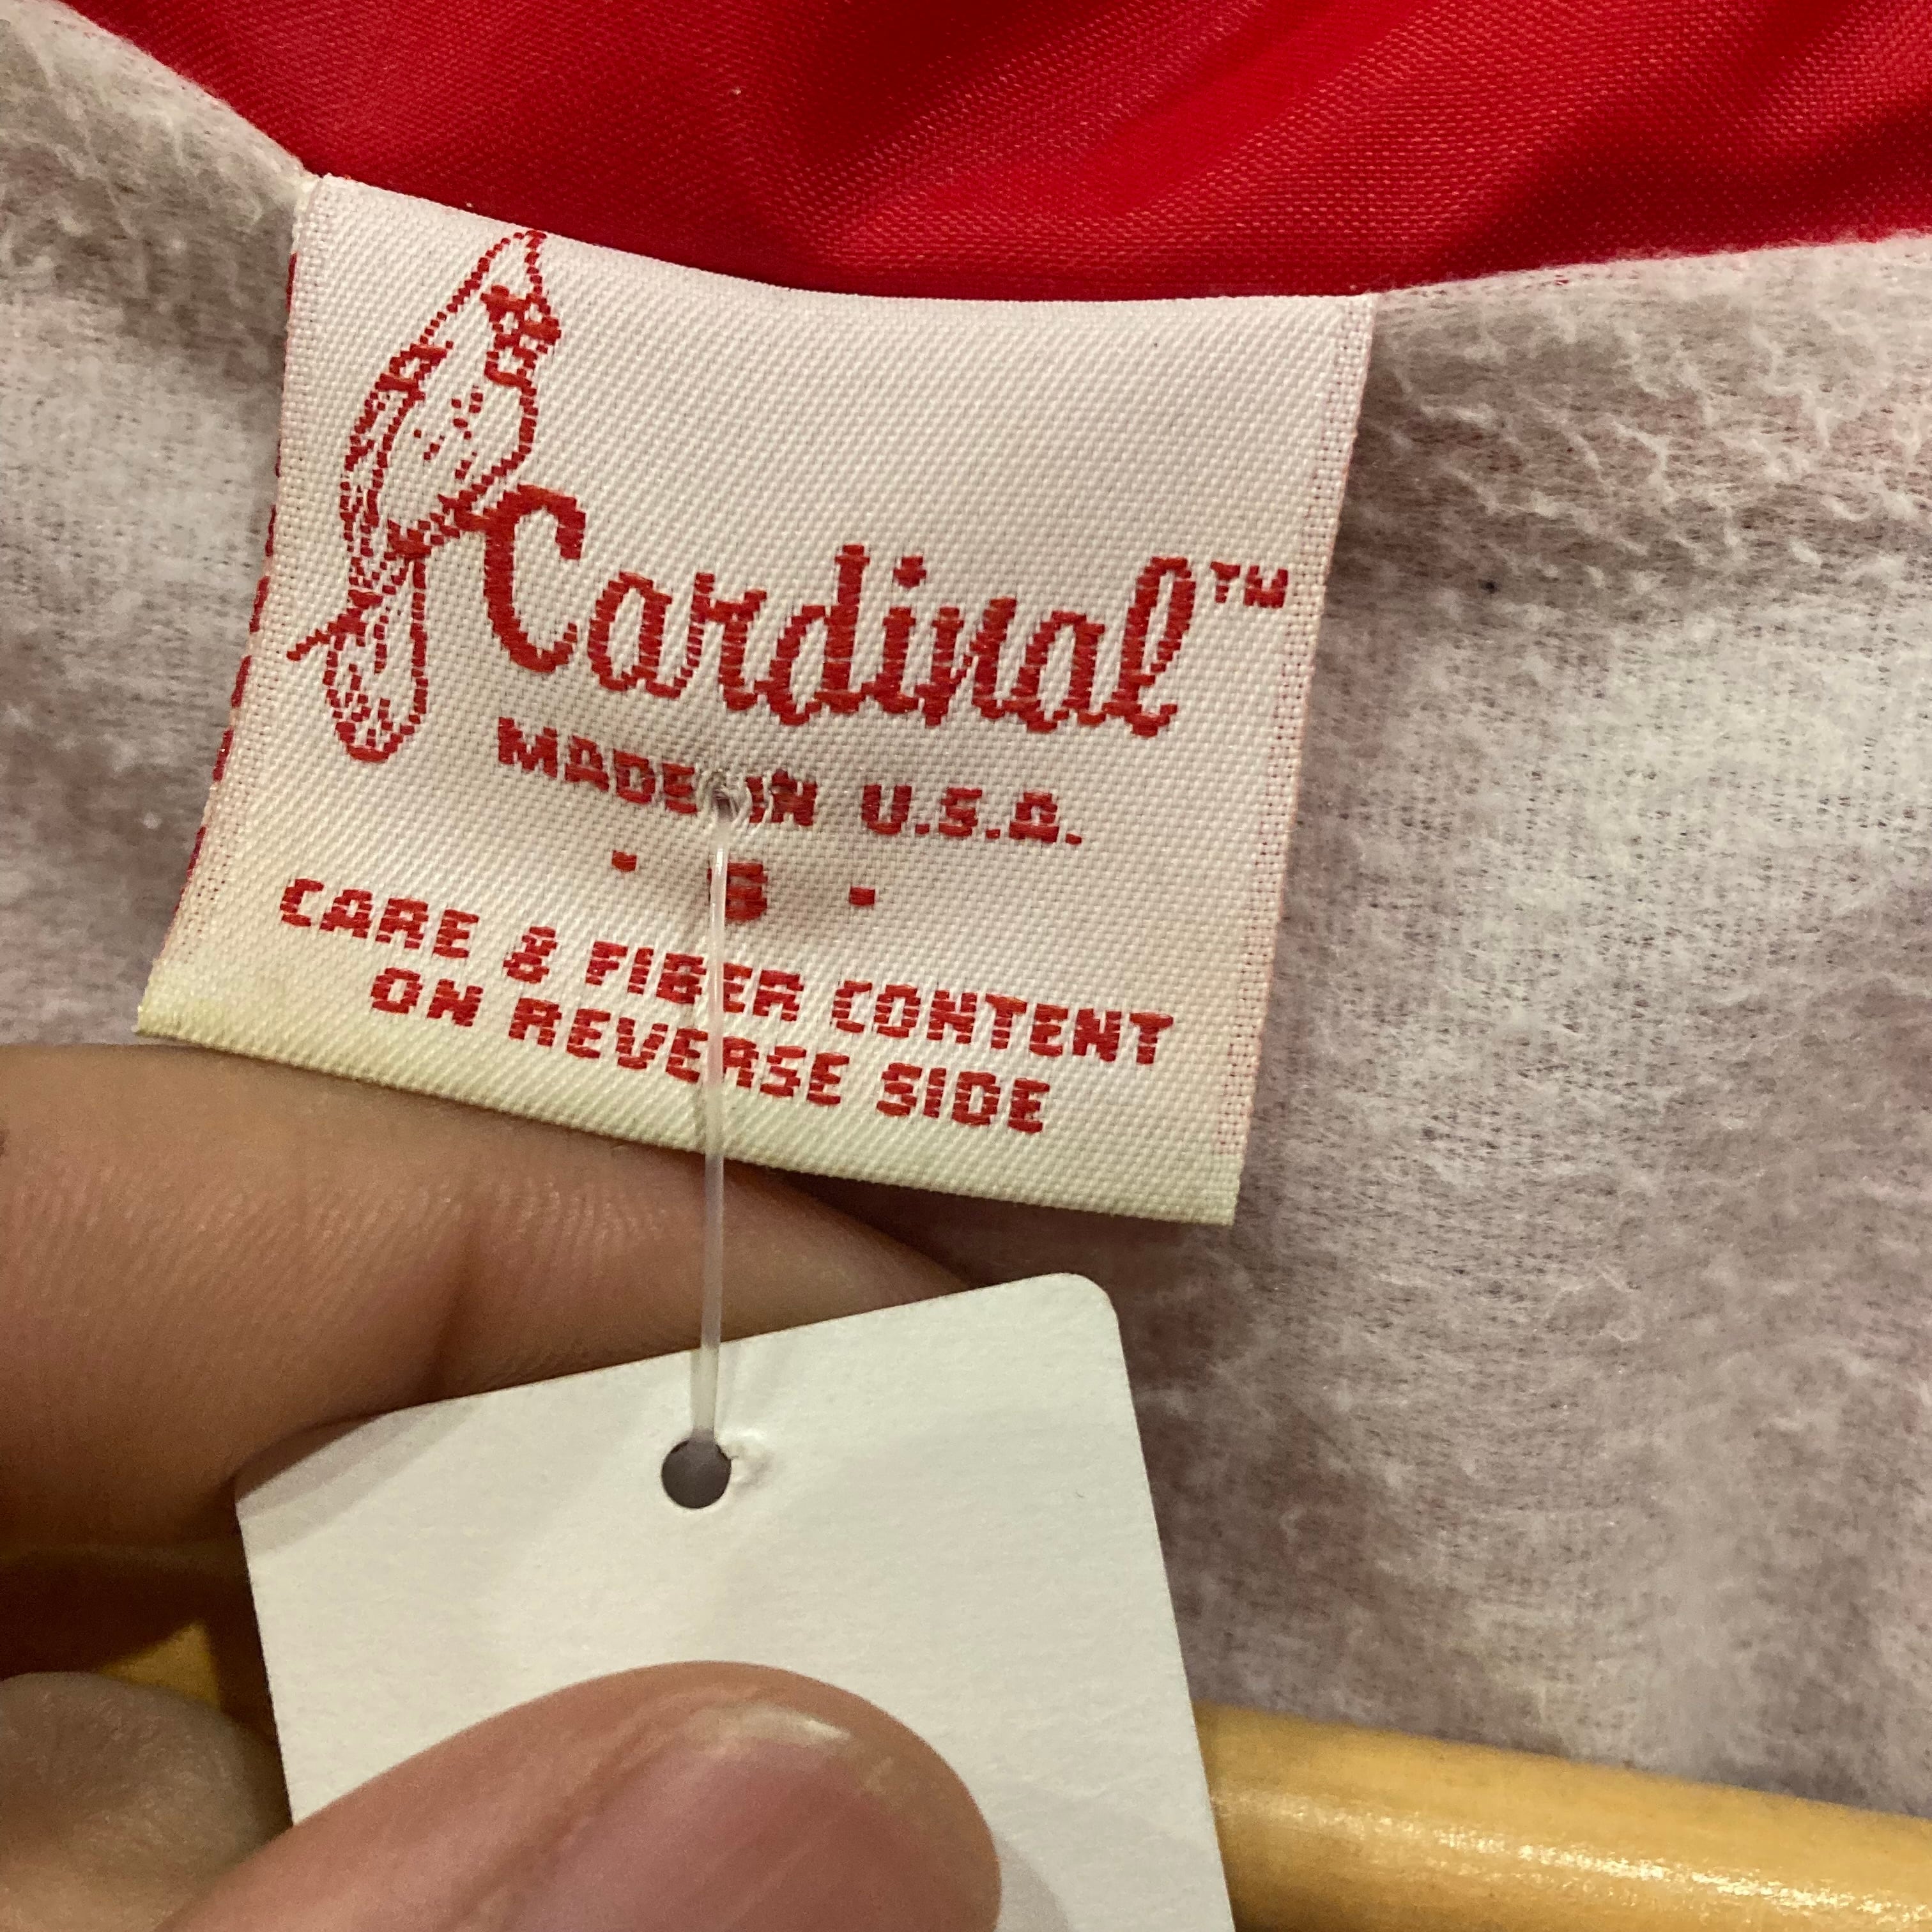 Cardinal™
MADE IN U.S.A.
- S -
CARE & FIBER CONTENT
ON REVERSE SIDE